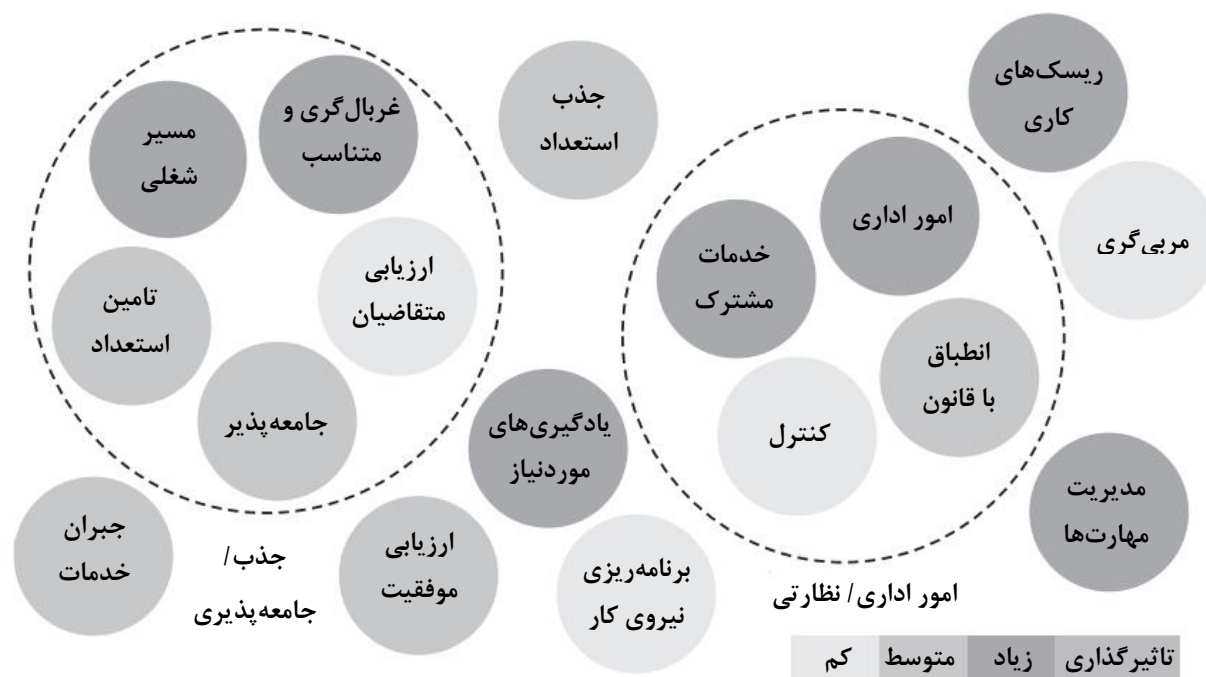 ریسک‌های
کاری
جذب
استعداد
غربال‌گری و
متناسب
مسیر
شغلی
امور اداری
مربی‌گری
خدمات
مشترک
ارزیابی
متقاضیان
تامین
استعداد
انطباق
با قانون
کنترل
جامعه‌پذیر
یادگیری‌های
موردنیاز
مدیریت
مهارت‌ها
جبران
خدمات
جذب/
جامعه‌پذیری
ارزیابی
موفقیت
برنامه‌ریزی
نیروی کار
امور اداری/ نظارتی
تاثیرگذاری زیاد متوسط کم